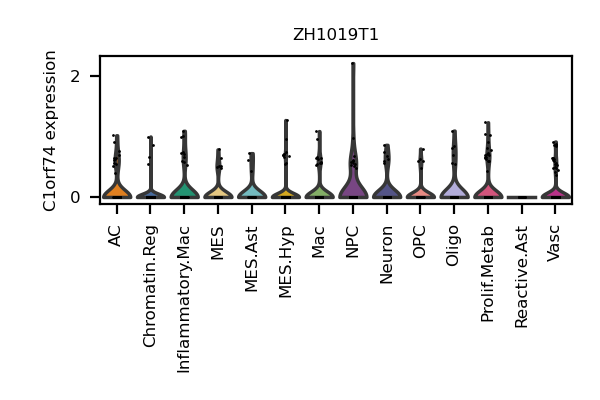 ZH1019T1
C1orf74 expression
2
0
AC
Chromatin.Reg
Inflammatory.Mac
MES
MES.Ast
MES.Hyp
Mac
NPC
Neuron
OPC
Oligo
Prolif.Metab
Reactive.Ast
Vasc